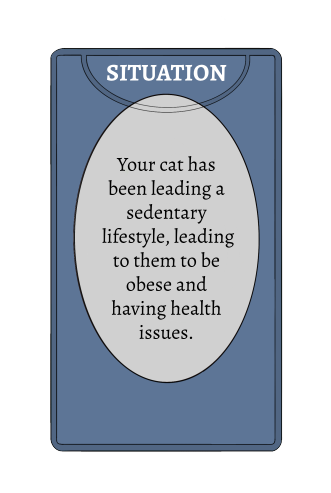 SITUATION
Your cat has
been leading a
sedentary
lifestyle, leading
to them to be
obese and
having health
issues.